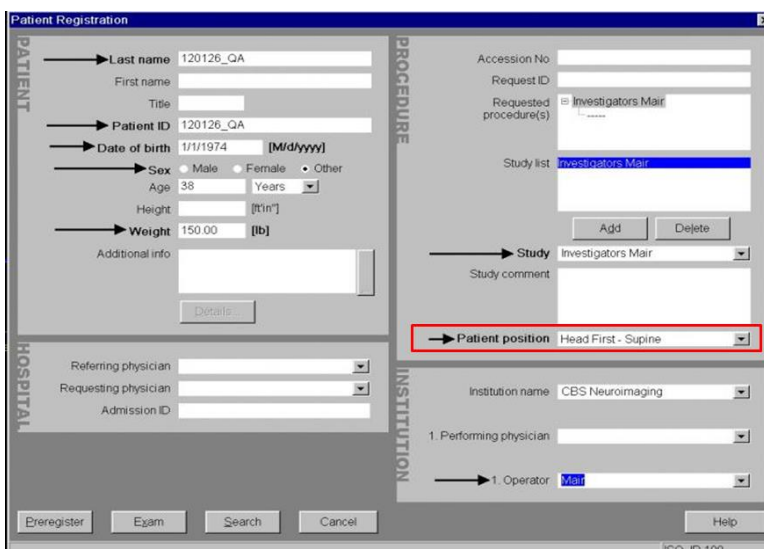 Patient Registration
PATIENT
Last name 120126_QA
First name
Title
Patient ID 120126_QA
Date of birth 1/1/1974 [M/d/yyyy]
Sex Male Female Other
Age 38 Years
Height [ft'in"]
Weight 150.00 [lb]
Additional info
Details...
HOSPITAL
Referring physician
Requesting physician
Admission ID
PROCEDURE
Accession No
Request ID
Requested procedure(s) Investigators Mair
-----
Study list Investigators Mair
Add Delete
Study Investigators Mair
Study comment
Patient position Head First - Supine
INSTITUTION
Institution name CBS Neuroimaging
1. Performing physician
1. Operator Mair
Preregister Exam Search Cancel Help